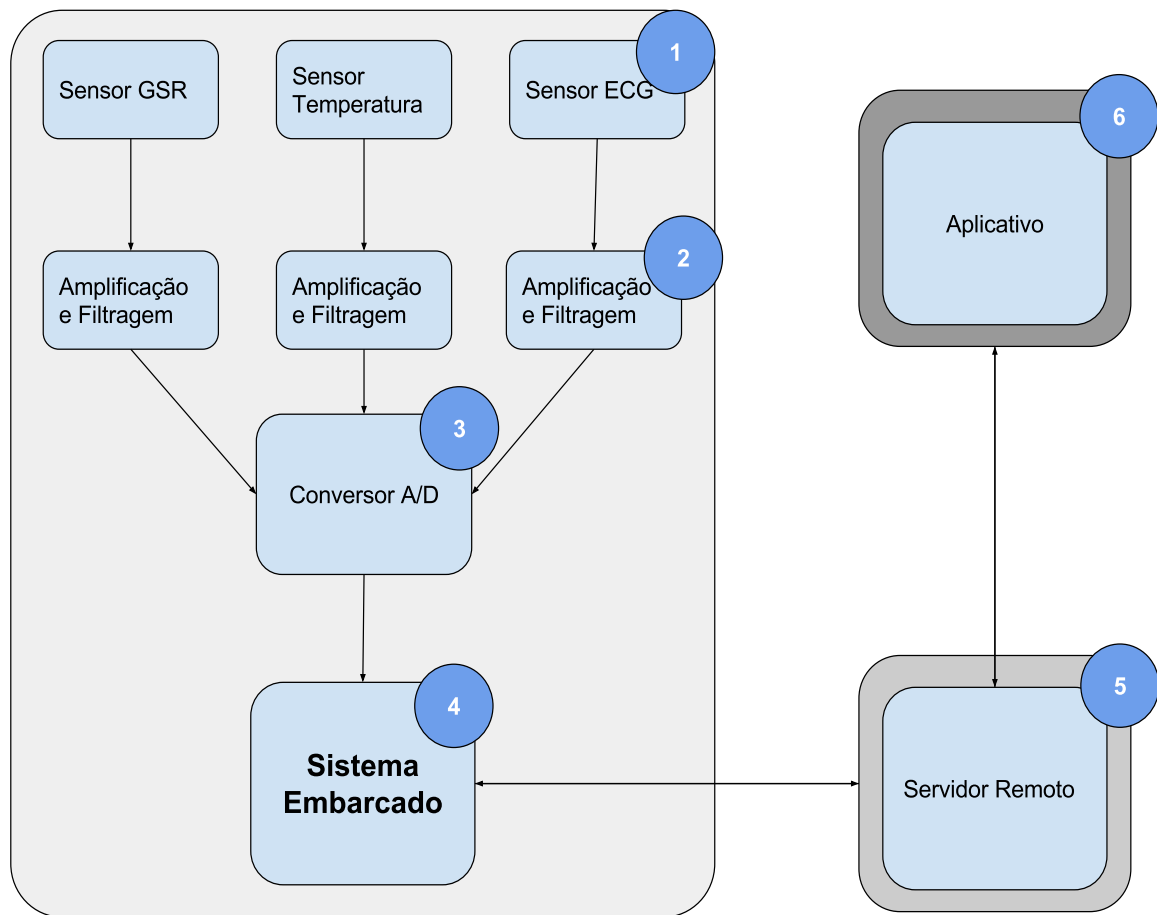 1
Sensor GSR
Sensor
Temperatura
Sensor ECG
6
Aplicativo
2
Amplificação
e Filtragem
Amplificação
e Filtragem
Amplificação
e Filtragem
3
Conversor A/D
4
Sistema
Embarcado
5
Servidor Remoto